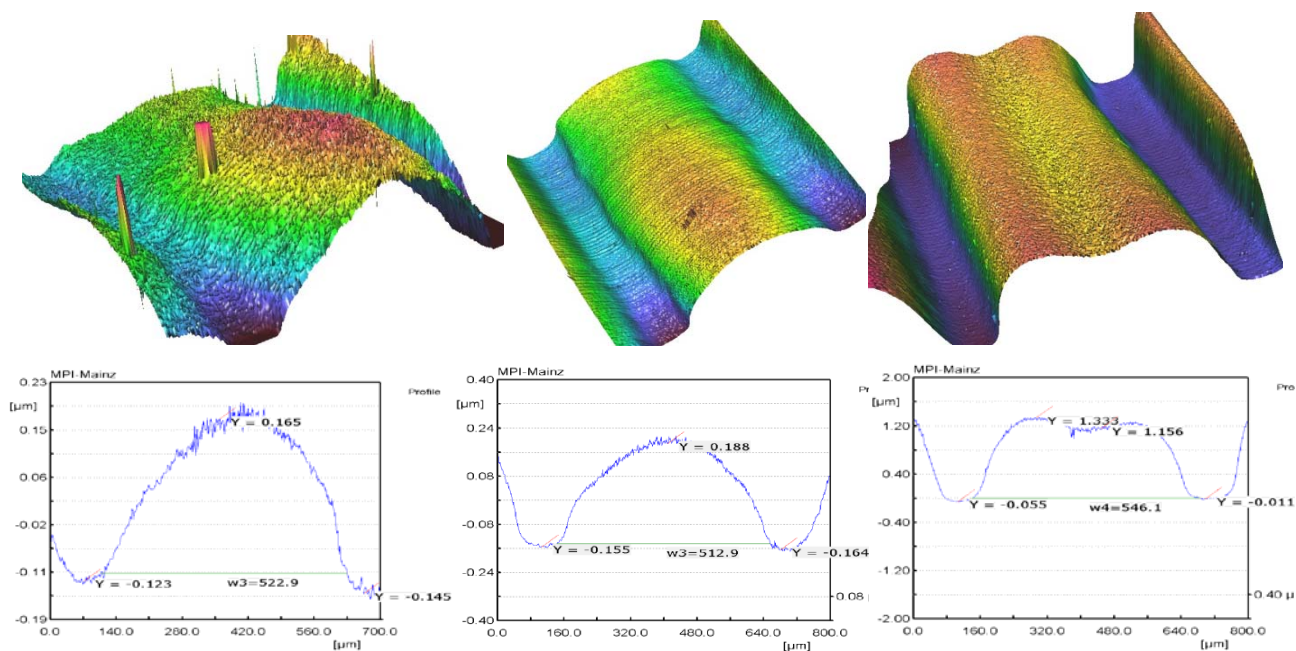 MPI-Mainz
Profile
0.23
[µm]
0.15
0.06
-0.02
-0.11
-0.19
Y = 0.165
Y = -0.123
w3=522.9
Y = -0.145
0.0 140.0 280.0 420.0 560.0 700.0
[µm]
MPI-Mainz
Pr
0.40
[µm]
0.24
0.08
-0.08
-0.24
-0.40
Y = 0.188
Y = -0.155
w3=512.9
Y = -0.164
0.08
0.0 160.0 320.0 480.0 640.0 800.0
[µm]
MPI-Mainz
Pro
2.00
[µm]
1.20
0.40
-0.40
-1.20
-2.00
Y = 1.333
Y = 1.156
Y = -0.055
w4=546.1
Y = -0.011
0.40 µ
0.0 160.0 320.0 480.0 640.0 800.0
[µm]